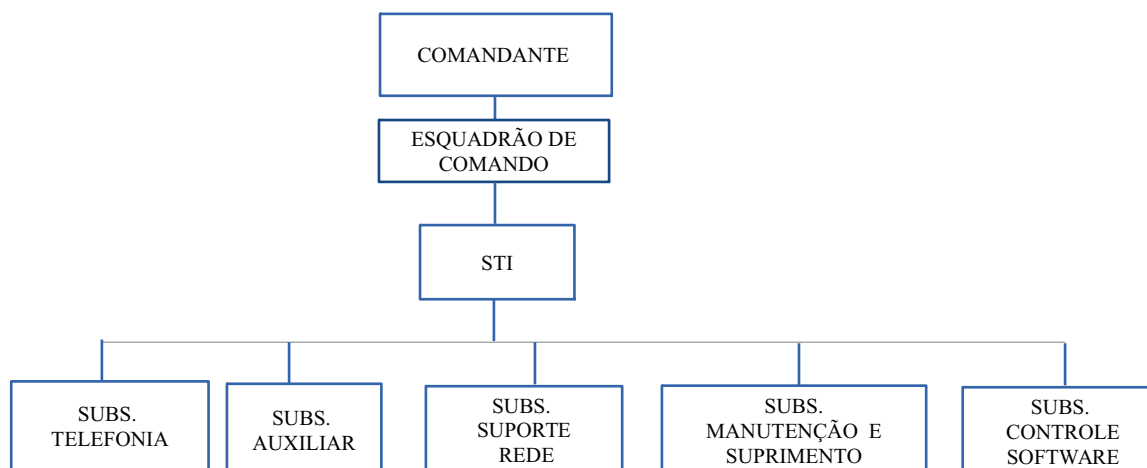 COMANDANTE
ESQUADRÃO DE
COMANDO
STI
SUBS.
TELEFONIA
SUBS.
AUXILIAR
SUBS.
SUPORTE
REDE
SUBS.
MANUTENÇÃO E
SUPRIMENTO
SUBS.
CONTROLE
SOFTWARE